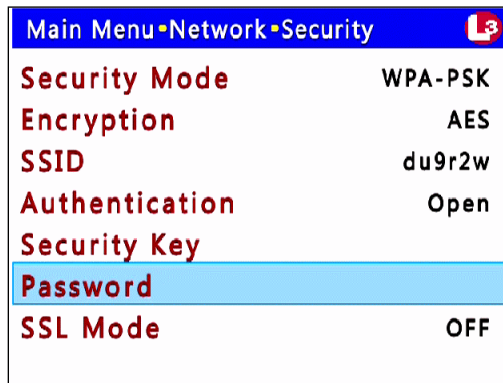 Main Menu•Network•Security L3
Security Mode WPA-PSK
Encryption AES
SSID du9r2w
Authentication Open
Security Key
Password
SSL Mode OFF